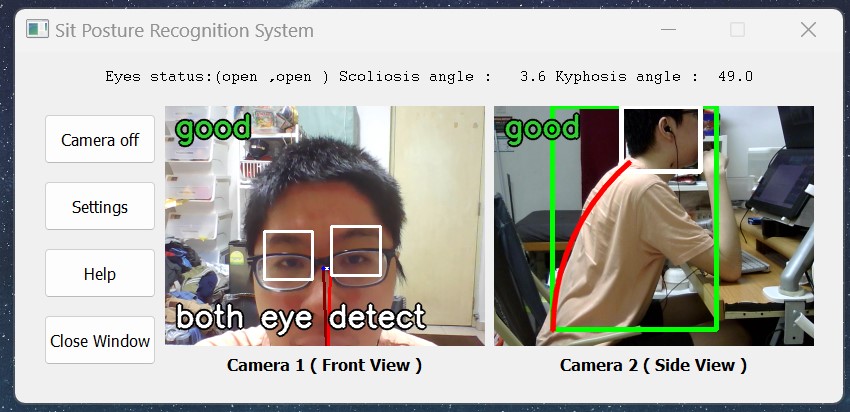 Sit Posture Recognition System
Eyes status:(open ,open ) Scoliosis angle :   3.6 Kyphosis angle :  49.0
Camera off
Settings
Help
Close Window
good
both eye detect
good
Camera 1 ( Front View )
Camera 2 ( Side View )